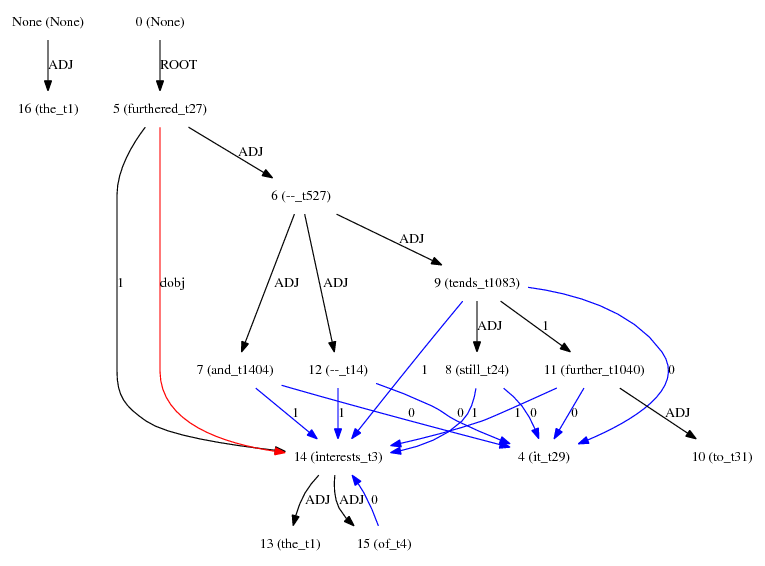 None (None) 0 (None)
ADJ ROOT
16 (the_t1) 5 (furthered_t27)
ADJ
6 (--_t527)
ADJ
1 dobj ADJ ADJ 9 (tends_t1083)
ADJ 1
7 (and_t1404) 12 (--_t14) 1 8 (still_t24) 11 (further_t1040) 0
1 1 0 0 1 1 0 0 ADJ
14 (interests_t3) 4 (it_t29) 10 (to_t31)
ADJ ADJ 0
13 (the_t1) 15 (of_t4)